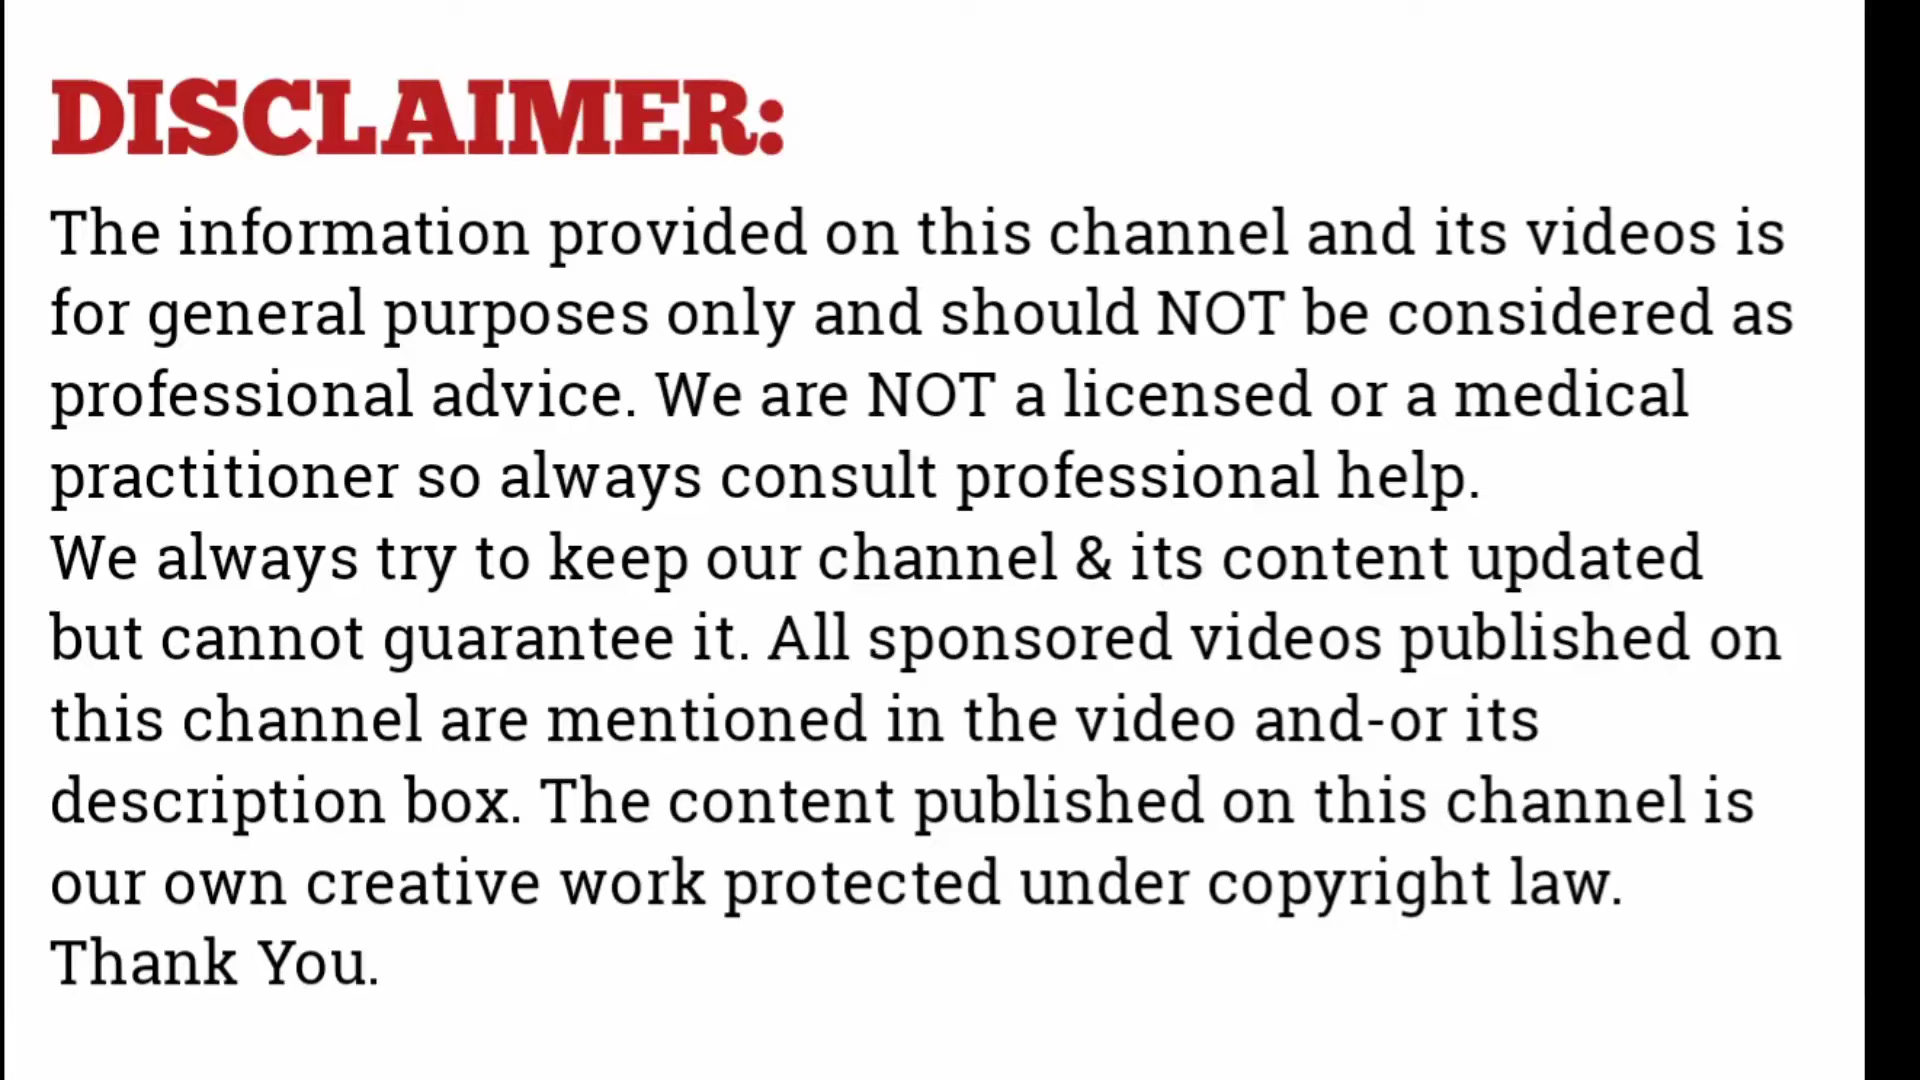 DISCLAIMER:
The information provided on this channel and its videos is
for general purposes only and should NOT be considered as
professional advice. We are NOT a licensed or a medical
practitioner so always consult professional help.
We always try to keep our channel & its content updated
but cannot guarantee it. All sponsored videos published on
this channel are mentioned in the video and-or its
description box. The content published on this channel is
our own creative work protected under copyright law.
Thank You.